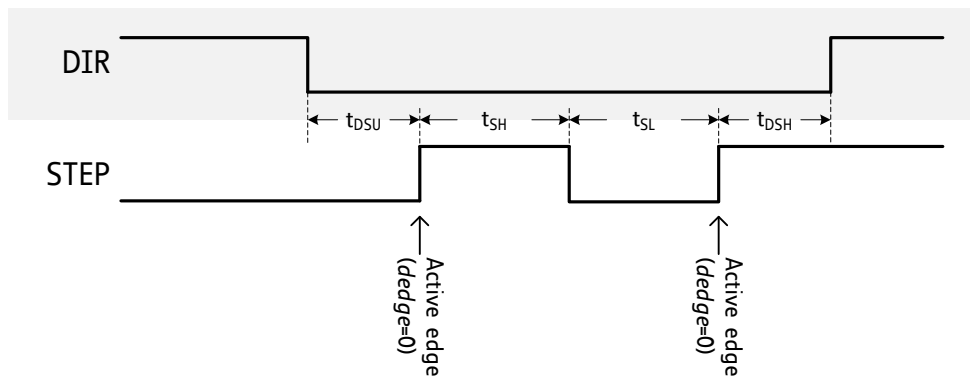 DIR
tDSU
tSH
tSL
tDSH
STEP
Active edge
(dedge=0)
Active edge
(dedge=0)